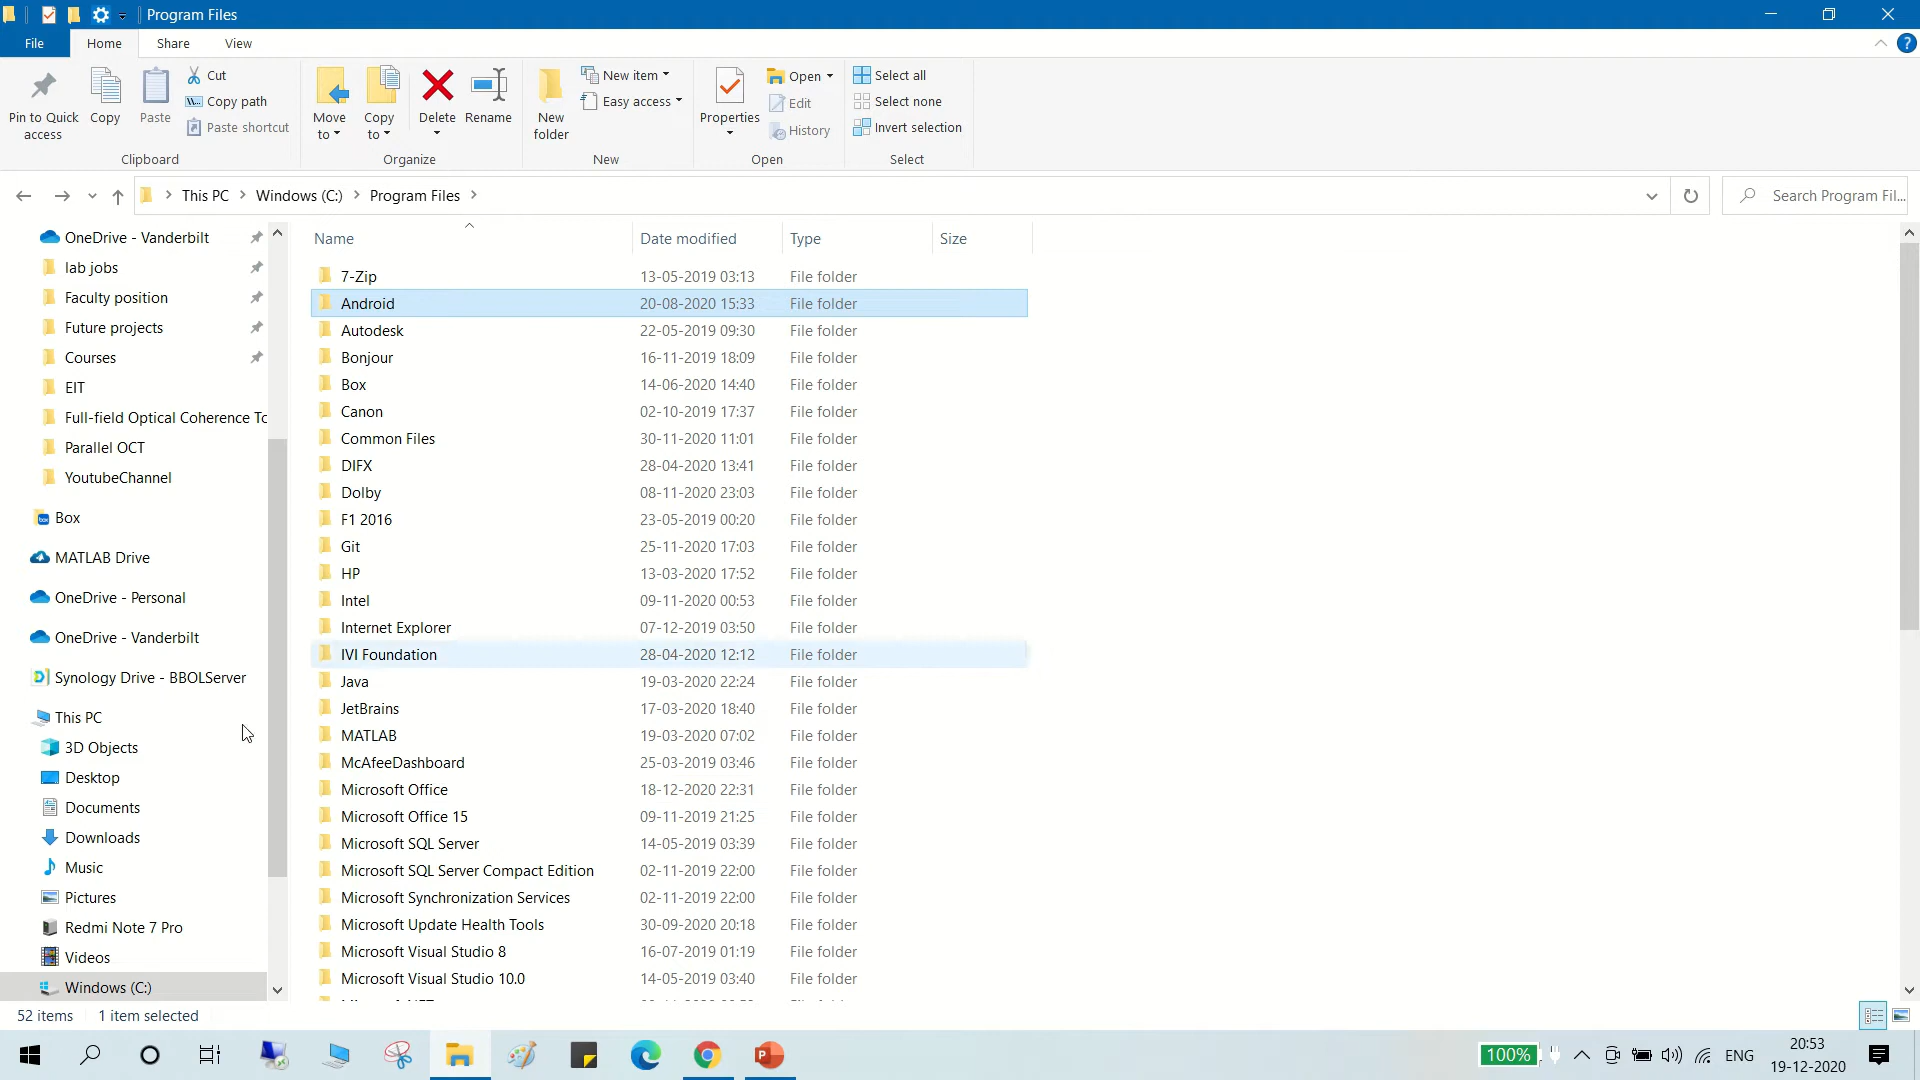 Program Files
File Home Share View
Pin to Quick access
Copy
Paste
Cut
Copy path
Paste shortcut
Clipboard
Move to
Copy to
Delete
Rename
Organize
New folder
New item
Easy access
New
Properties
Open
Edit
History
Open
Select all
Select none
Invert selection
Select
This PC Windows (C:) Program Files
Search Program Fil...
OneDrive - Vanderbilt
lab jobs
Faculty position
Future projects
Courses
EIT
Full-field Optical Coherence To
Parallel OCT
YoutubeChannel
Box
MATLAB Drive
OneDrive - Personal
OneDrive - Vanderbilt
Synology Drive - BBOLServer
This PC
3D Objects
Desktop
Documents
Downloads
Music
Pictures
Redmi Note 7 Pro
Videos
Windows (C:)
Name Date modified Type Size
7-Zip 13-05-2019 03:13 File folder
Android 20-08-2020 15:33 File folder
Autodesk 22-05-2019 09:30 File folder
Bonjour 16-11-2019 18:09 File folder
Box 14-06-2020 14:40 File folder
Canon 02-10-2019 17:37 File folder
Common Files 30-11-2020 11:01 File folder
DIFX 28-04-2020 13:41 File folder
Dolby 08-11-2020 23:03 File folder
F1 2016 23-05-2019 00:20 File folder
Git 25-11-2020 17:03 File folder
HP 13-03-2020 17:52 File folder
Intel 09-11-2020 00:53 File folder
Internet Explorer 07-12-2019 03:50 File folder
IVI Foundation 28-04-2020 12:12 File folder
Java 19-03-2020 22:24 File folder
JetBrains 17-03-2020 18:40 File folder
MATLAB 19-03-2020 07:02 File folder
McAfeeDashboard 25-03-2019 03:46 File folder
Microsoft Office 18-12-2020 22:31 File folder
Microsoft Office 15 09-11-2020 21:25 File folder
Microsoft SQL Server 14-05-2019 03:39 File folder
Microsoft SQL Server Compact Edition 02-11-2019 22:00 File folder
Microsoft Synchronization Services 02-11-2019 22:00 File folder
Microsoft Update Health Tools 30-09-2020 20:18 File folder
Microsoft Visual Studio 8 16-07-2019 01:19 File folder
Microsoft Visual Studio 10.0 14-05-2019 03:40 File folder
52 items 1 item selected
100% ENG
20:53
19-12-2020